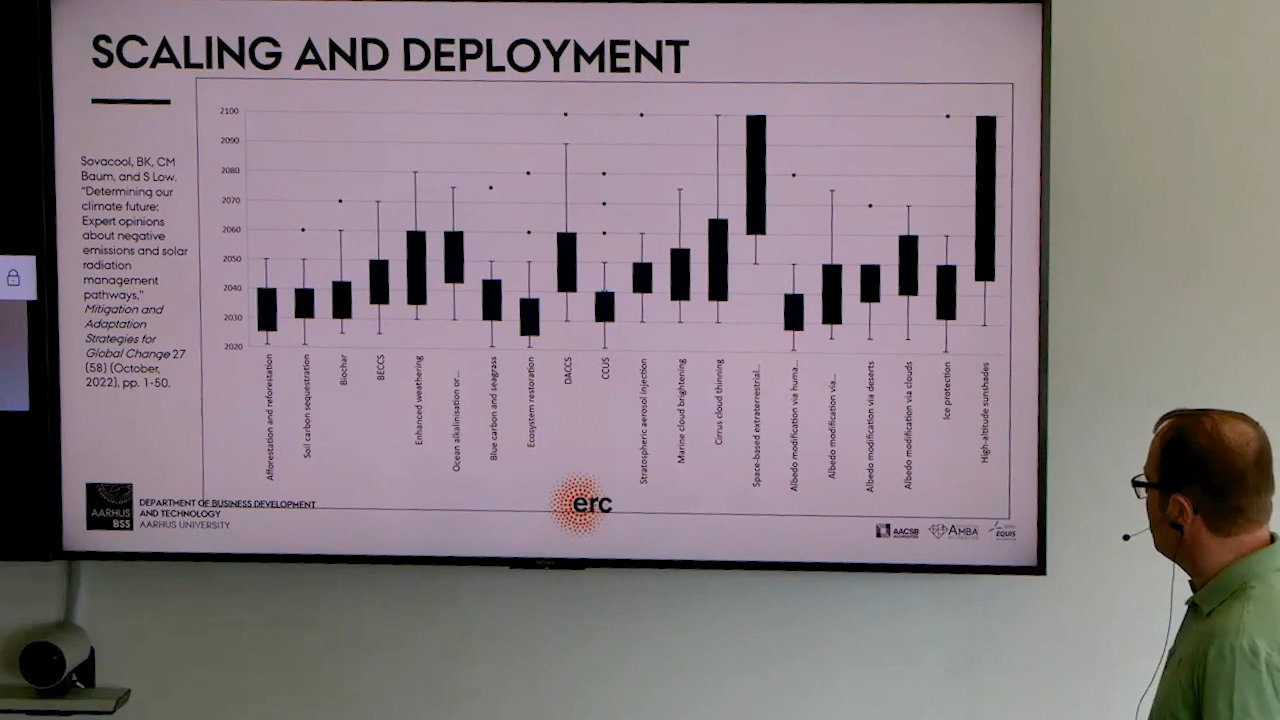 SCALING AND DEPLOYMENT
Sovacool, BK, CM
Baum, and S Low,
"Determining our
climate future:
Expert opinions
about negative
emissions and solar
radiation
management
pathways,"
Mitigation and
Adaptation
Strategies for
Global Change 27
(58) (October,
2022), pp. 1-50.
2100
2090
2080
2070
2060
2050
2040
2030
2020
Afforestation and reforestation
Soil carbon sequestration
Biochar
BECCS
Enhanced weathering
Ocean alkalinisation or...
Blue carbon and seagrass
Ecosystem restoration
DACCS
CCUS
Stratospheric aerosol injection
Marine cloud brightening
Cirrus cloud thinning
Space-based extraterrestrial...
Albedo modification via huma...
Albedo modification via...
Albedo modification via deserts
Albedo modification via clouds
Ice protection
High-altitude sunshades
AARHUS
BSS
DEPARTMENT OF BUSINESS DEVELOPMENT
AND TECHNOLOGY
AARHUS UNIVERSITY
erc
AACSB
AMBA
EQUIS